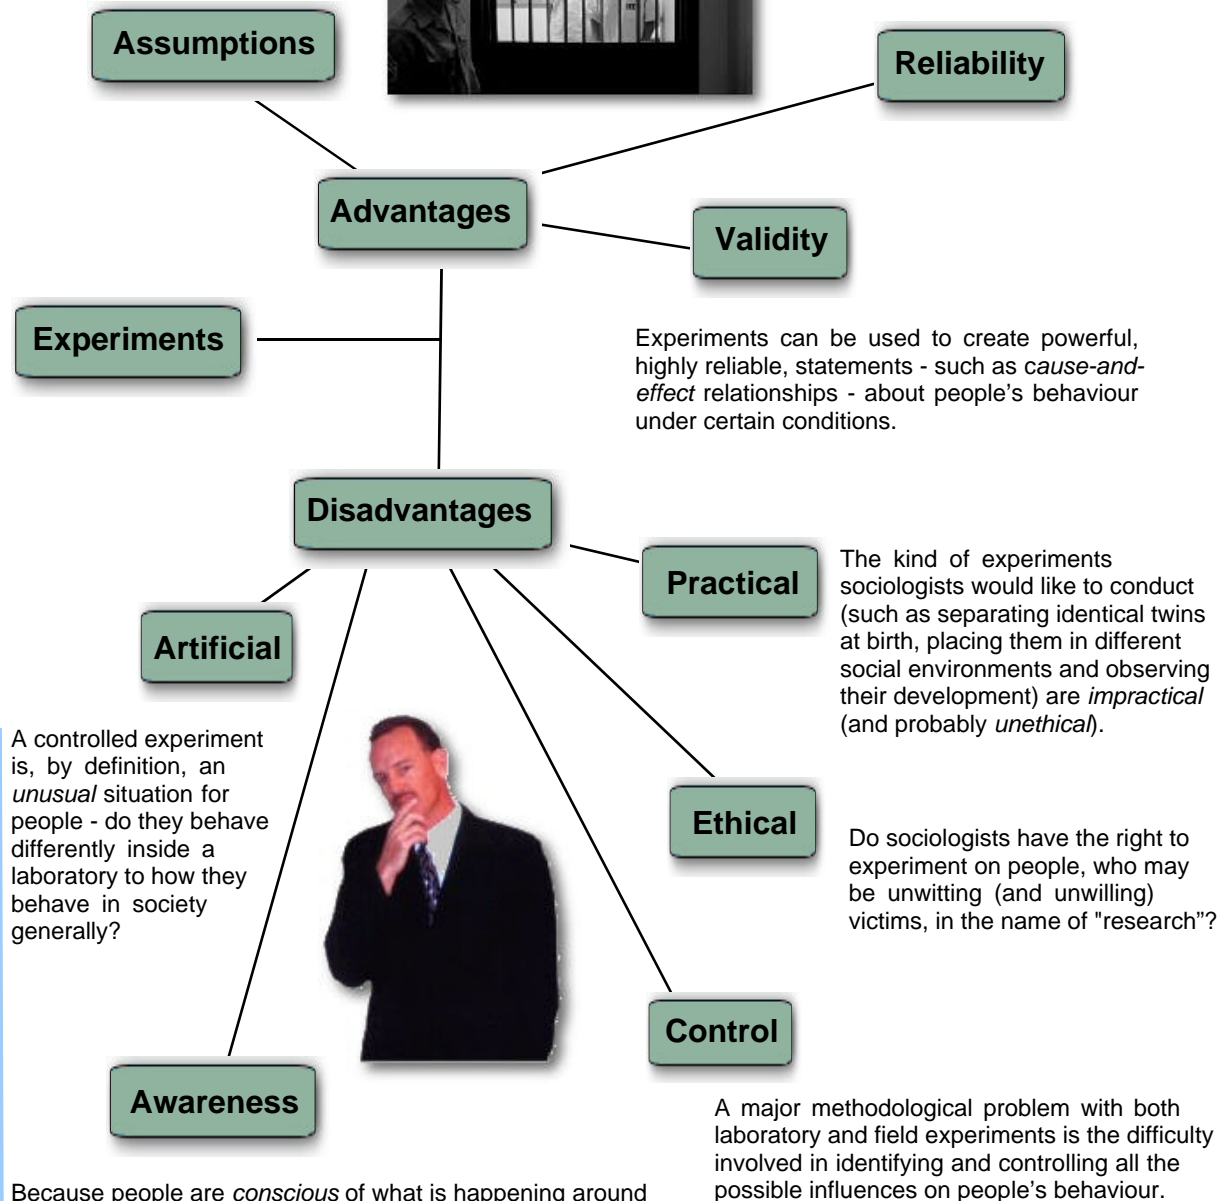 Assumptions
Reliability
Advantages
Validity
Experiments
Experiments can be used to create powerful,
highly reliable, statements - such as cause-and-
effect relationships - about people's behaviour
under certain conditions.
Disadvantages
Practical
The kind of experiments
sociologists would like to conduct
(such as separating identical twins
at birth, placing them in different
social environments and observing
their development) are impractical
(and probably unethical).
Artificial
A controlled experiment
is, by definition, an
unusual situation for
people - do they behave
differently inside a
laboratory to how they
behave in society
generally?
Ethical
Do sociologists have the right to
experiment on people, who may
be unwitting (and unwilling)
victims, in the name of "research”?
Control
A major methodological problem with both
laboratory and field experiments is the difficulty
involved in identifying and controlling all the
possible influences on people's behaviour.
Awareness
Because people are conscious of what is happening around